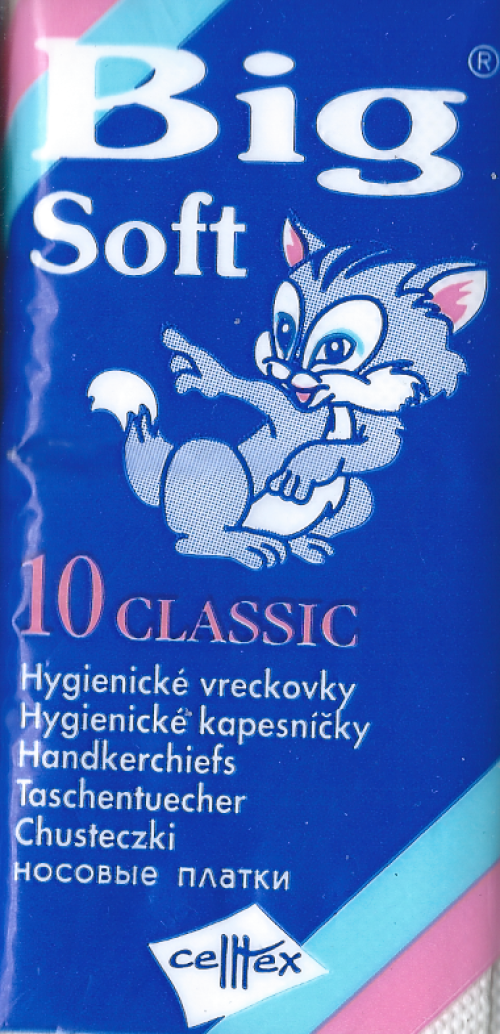 Big ®
Soft
10 CLASSIC
Hygienické vreckovky
Hygienické kapesníčky
Handkerchiefs
Taschentuecher
Chusteczki
носовые платки
celltex